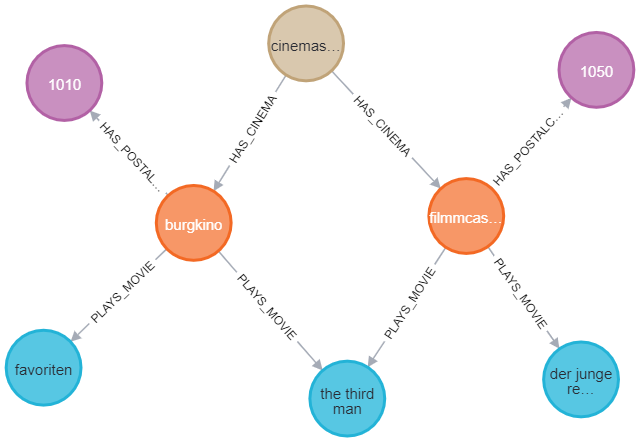 cinemas...
1010
1050
HAS_CINEMA
HAS_CINEMA
HAS_POSTAL...
HAS_POSTALC...
burgkino
filmmcas...
PLAYS_MOVIE
PLAYS_MOVIE
PLAYS_MOVIE
PLAYS_MOVIE
favoriten
the third
man
der junge
re...